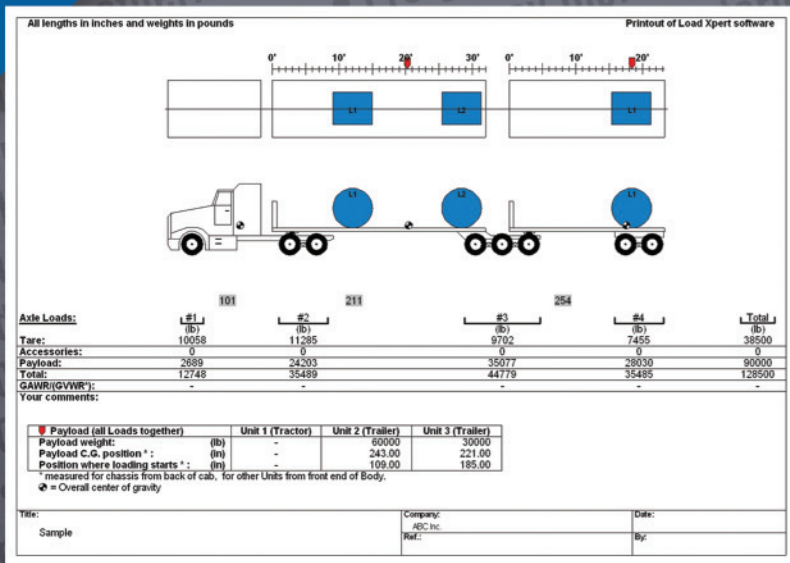 All lengths in inches and weights in pounds Printout of Load Xpert software
0' 10' 20' 30' 0' 10' 20'
L1 L2 L1
L1 L2 L1
101 211 254
Axle Loads: #1 #2 #3 #4 Total
(lb) (lb) (lb) (lb) (lb)
Tare: 10058 11285 9702 7455 38500
Accessories: 0 0 0 0 0
Payload: 2689 24203 35077 28030 90000
Total: 12748 35489 44779 35485 128500
GAWR/(GVWR*): - - - - -
Your comments:
Payload (all Loads together) Unit 1 (Tractor) Unit 2 (Trailer) Unit 3 (Trailer)
Payload weight: (lb) - 60000 30000
Payload C.G. position * : (in) - 243.00 221.00
Position where loading starts * : (in) - 109.00 185.00
* measured for chassis from back of cab, for other Units from front end of Body.
= Overall center of gravity
Title: Company: Date:
Sample ABC Inc.
Ref.: By: